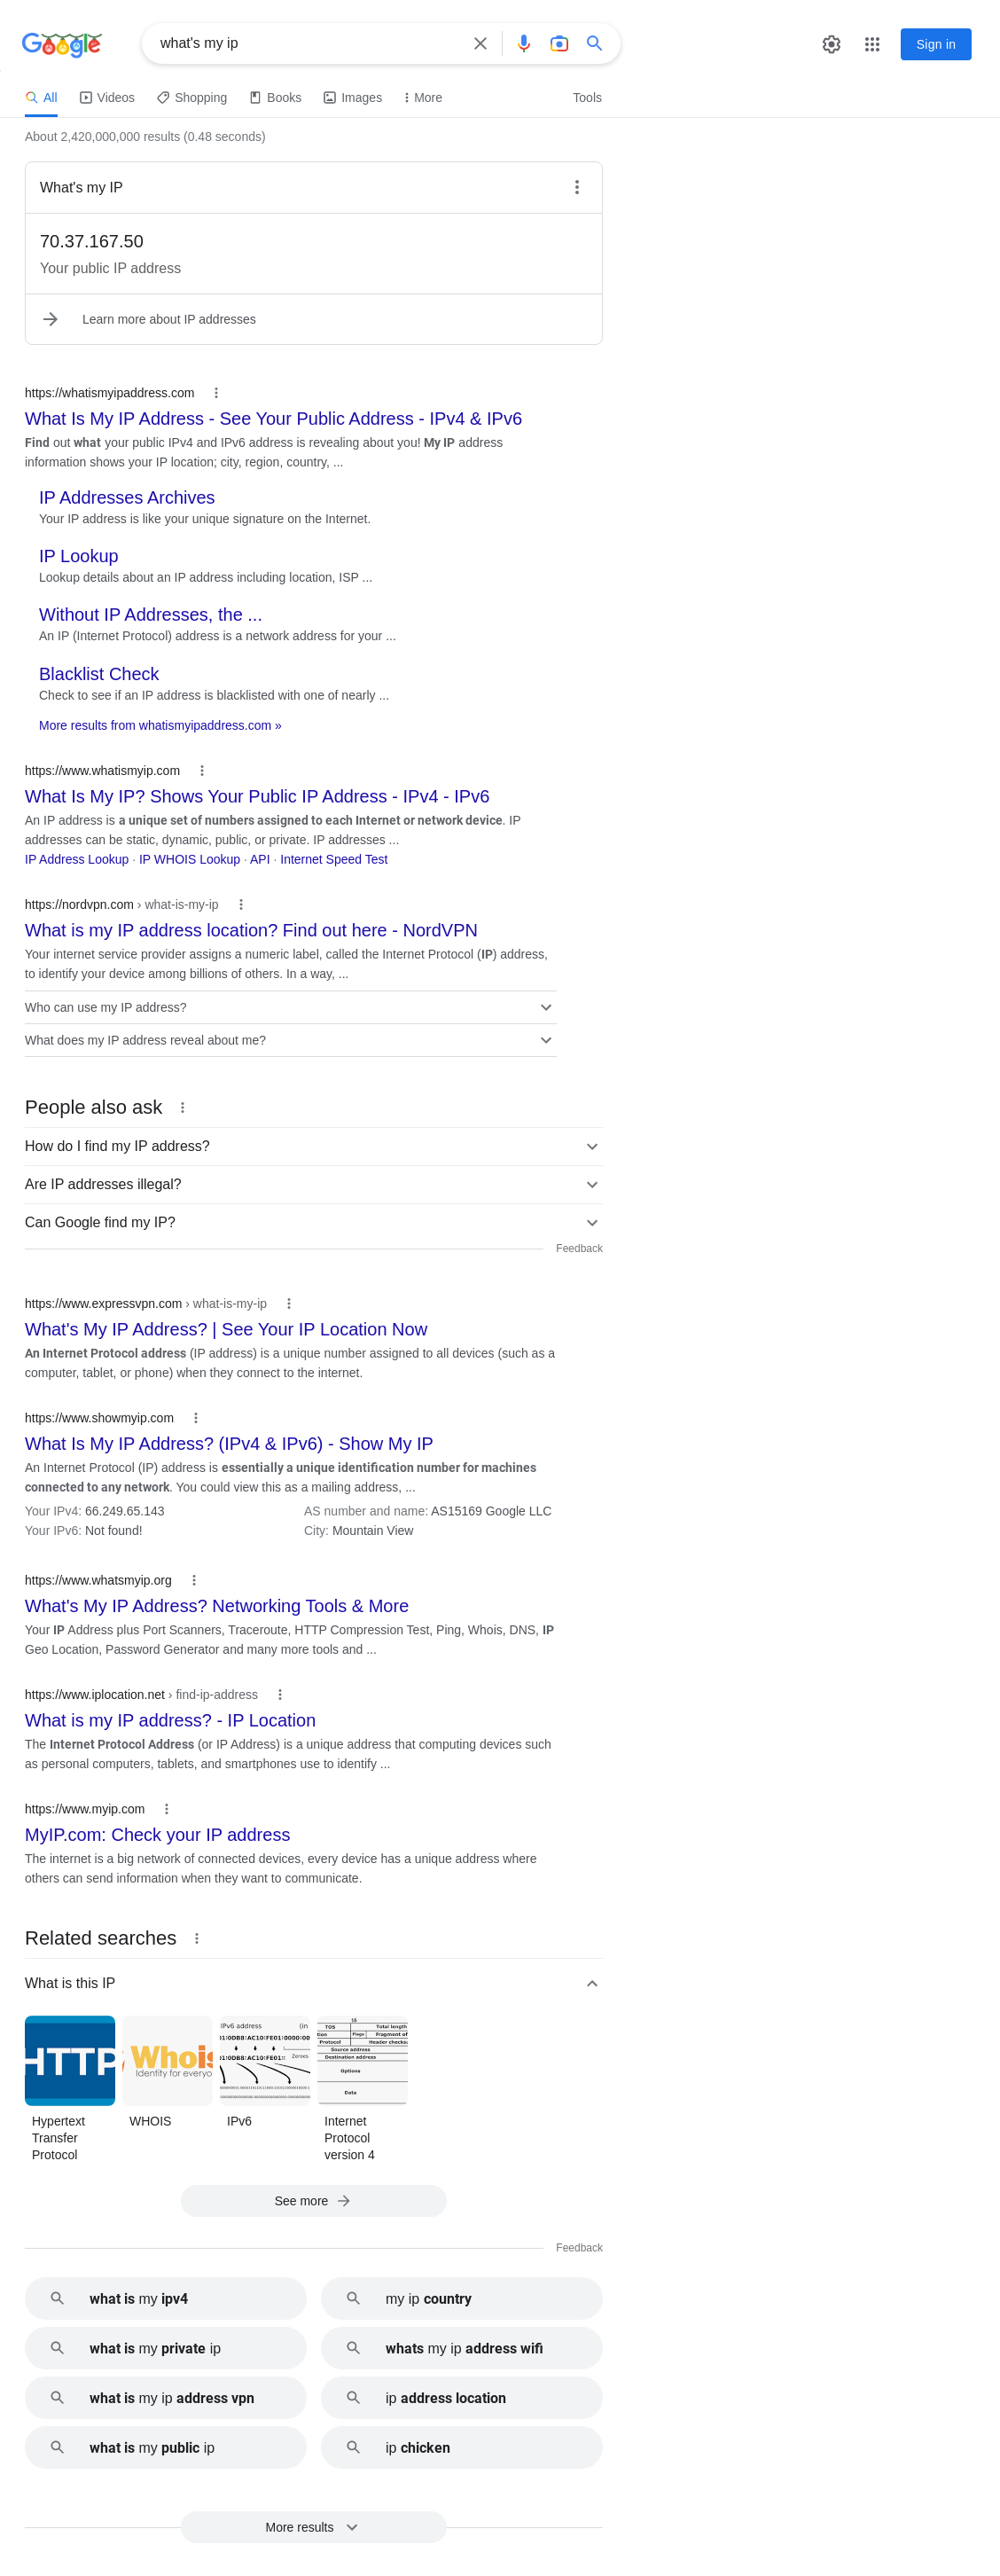 Google
what's my ip
Sign in
All
Videos
Shopping
Books
Images
More
Tools
About 2,420,000,000 results (0.48 seconds)
What's my IP
70.37.167.50
Your public IP address
Learn more about IP addresses
https://whatismyipaddress.com
What Is My IP Address - See Your Public Address - IPv4 & IPv6
Find out what your public IPv4 and IPv6 address is revealing about you! My IP address
information shows your IP location; city, region, country, ...
IP Addresses Archives
Your IP address is like your unique signature on the Internet.
IP Lookup
Lookup details about an IP address including location, ISP ...
Without IP Addresses, the ...
An IP (Internet Protocol) address is a network address for your ...
Blacklist Check
Check to see if an IP address is blacklisted with one of nearly ...
More results from whatismyipaddress.com »
https://www.whatismyip.com
What Is My IP? Shows Your Public IP Address - IPv4 - IPv6
An IP address is a unique set of numbers assigned to each Internet or network device. IP
addresses can be static, dynamic, public, or private. IP addresses ...
IP Address Lookup · IP WHOIS Lookup · API · Internet Speed Test
https://nordvpn.com › what-is-my-ip
What is my IP address location? Find out here - NordVPN
Your internet service provider assigns a numeric label, called the Internet Protocol (IP) address,
to identify your device among billions of others. In a way, ...
Who can use my IP address?
What does my IP address reveal about me?
People also ask
How do I find my IP address?
Are IP addresses illegal?
Can Google find my IP?
Feedback
https://www.expressvpn.com › what-is-my-ip
What's My IP Address? | See Your IP Location Now
An Internet Protocol address (IP address) is a unique number assigned to all devices (such as a
computer, tablet, or phone) when they connect to the internet.
https://www.showmyip.com
What Is My IP Address? (IPv4 & IPv6) - Show My IP
An Internet Protocol (IP) address is essentially a unique identification number for machines
connected to any network. You could view this as a mailing address, ...
Your IPv4: 66.249.65.143
AS number and name: AS15169 Google LLC
Your IPv6: Not found!
City: Mountain View
https://www.whatsmyip.org
What's My IP Address? Networking Tools & More
Your IP Address plus Port Scanners, Traceroute, HTTP Compression Test, Ping, Whois, DNS, IP
Geo Location, Password Generator and many more tools and ...
https://www.iplocation.net › find-ip-address
What is my IP address? - IP Location
The Internet Protocol Address (or IP Address) is a unique address that computing devices such
as personal computers, tablets, and smartphones use to identify ...
https://www.myip.com
MyIP.com: Check your IP address
The internet is a big network of connected devices, every device has a unique address where
others can send information when they want to communicate.
Related searches
What is this IP
HTTP
Whois
Identity for everyo
IPv6 address (in
Zeroes
16
TOS Total length
Flags Fragment of
Protocol Header checksu
Source address
Destination address
Options
Data
Hypertext
Transfer
Protocol
WHOIS
IPv6
Internet
Protocol
version 4
See more
Feedback
what is my ipv4
my ip country
what is my private ip
whats my ip address wifi
what is my ip address vpn
ip address location
what is my public ip
ip chicken
More results